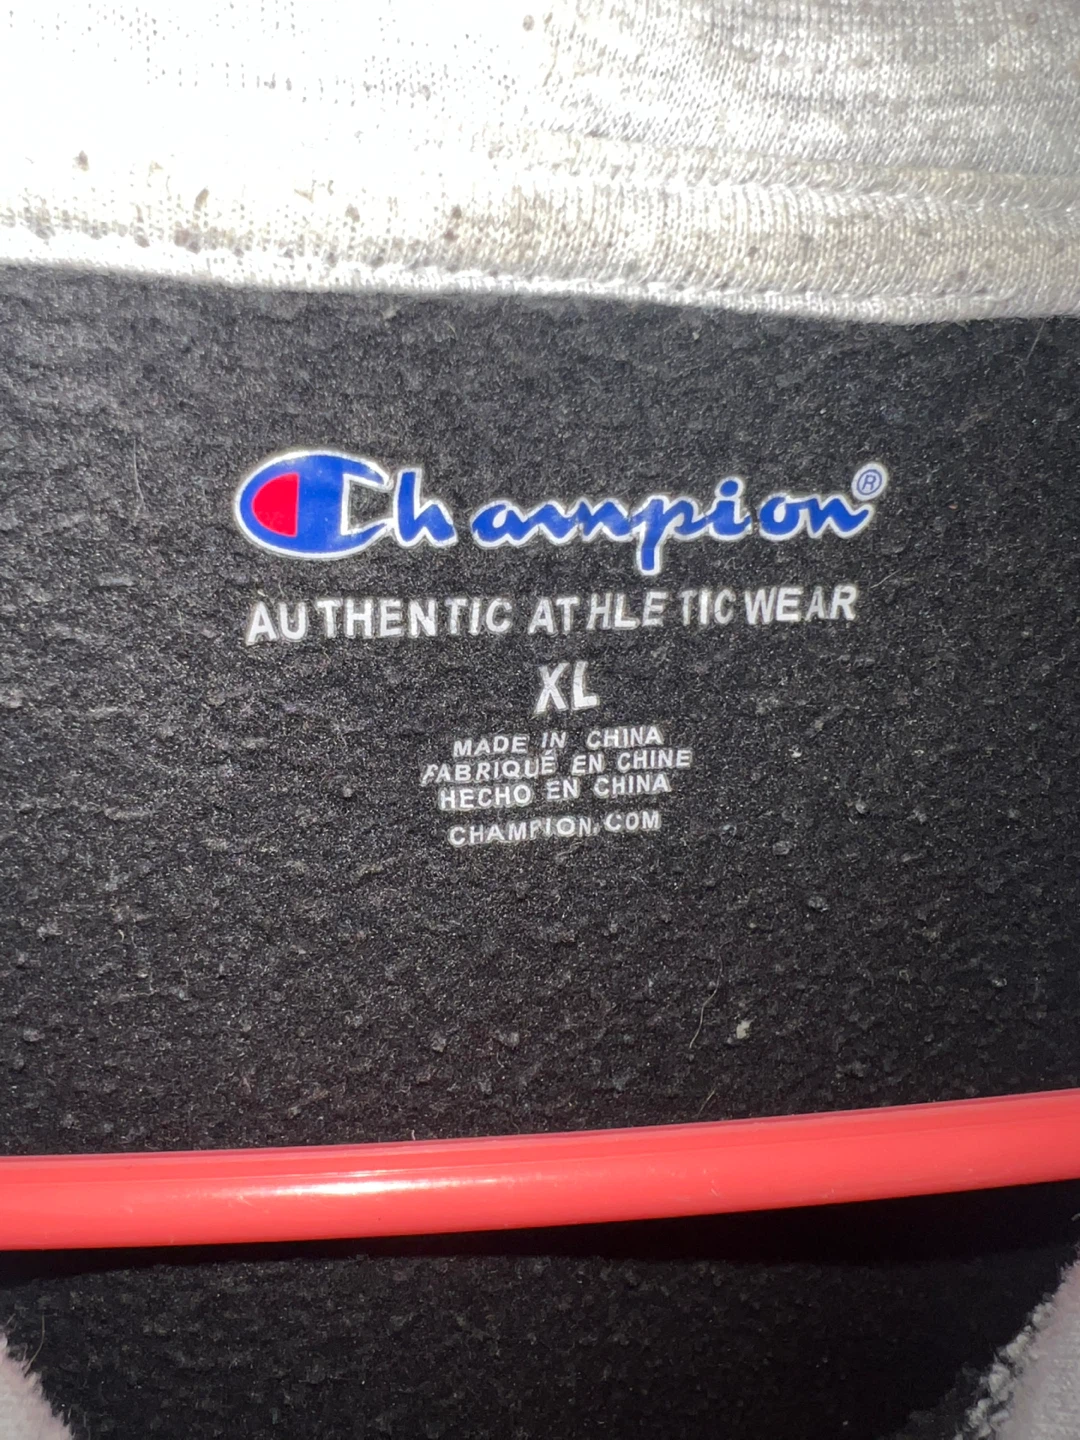 Champion®
AUTHENTIC ATHLETIC WEAR
XL
MADE IN CHINA
FABRIQUÉ EN CHINE
HECHO EN CHINA
CHAMPION.COM